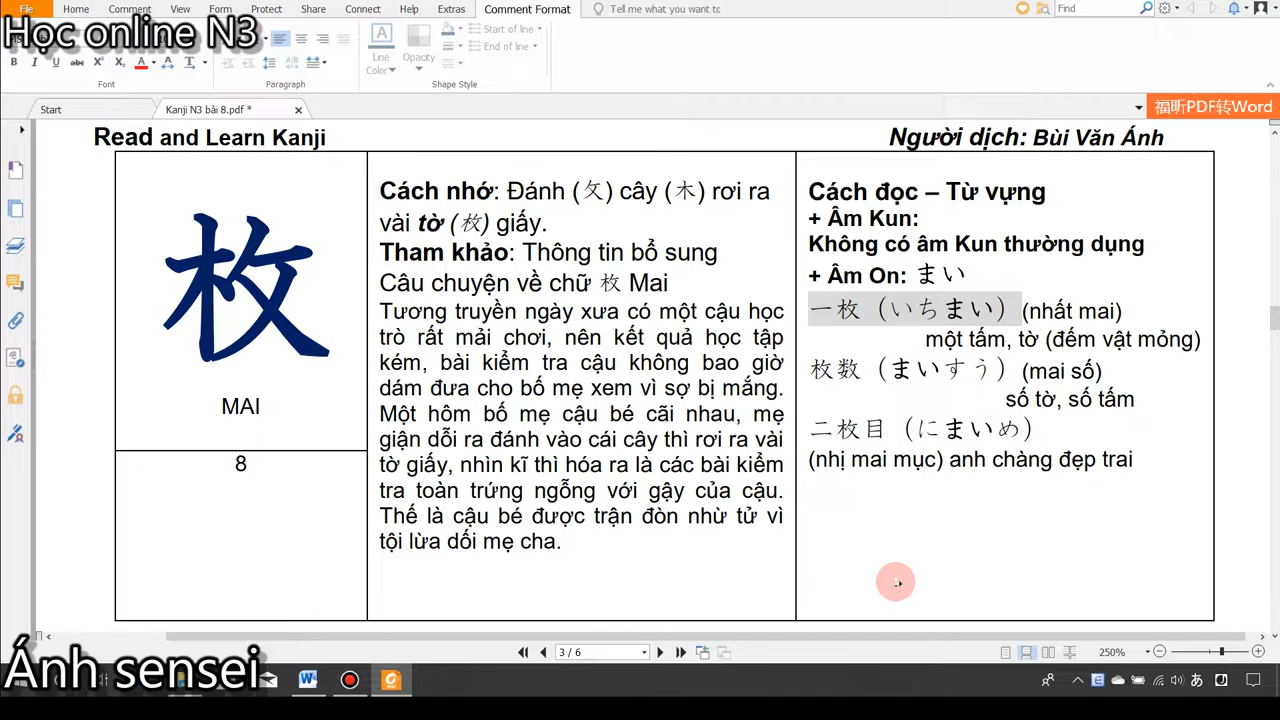 File
Home
Comment
View
Form
Protect
Share
Connect
Help
Extras
Comment Format
Tell me what you want to
Find
Học online N3
Start of line
End of line
Line
Color
Opacity
B I U abc X² X₂ A A T
Font
Paragraph
Shape Style
Start
Kanji N3 bài 8.pdf *
福昕PDF转Word
Read and Learn Kanji
Người dịch: Bùi Văn Ánh
枚
MAI
8
Cách nhớ: Đánh (攵) cây (木) rơi ra
vài tờ (枚) giấy.
Tham khảo: Thông tin bổ sung
Câu chuyện về chữ 枚 Mai
Tương truyền ngày xưa có một cậu học
trò rất mải chơi, nên kết quả học tập
kém, bài kiểm tra cậu không bao giờ
dám đưa cho bố mẹ xem vì sợ bị mắng.
Một hôm bố mẹ cậu bé cãi nhau, mẹ
giận dỗi ra đánh vào cái cây thì rơi ra vài
tờ giấy, nhìn kĩ thì hóa ra là các bài kiểm
tra toàn trứng ngỗng với gậy của cậu.
Thế là cậu bé được trận đòn nhừ tử vì
tội lừa dối mẹ cha.
Cách đọc – Từ vựng
+ Âm Kun:
Không có âm Kun thường dụng
+ Âm On: まい
一枚（いちまい）(nhất mai)
một tấm, tờ (đếm vật mỏng)
枚数（まいすう）(mai số)
số tờ, số tấm
二枚目（にまいめ）
(nhị mai mục) anh chàng đẹp trai
3 / 6
250%
Ánh sensei
あ